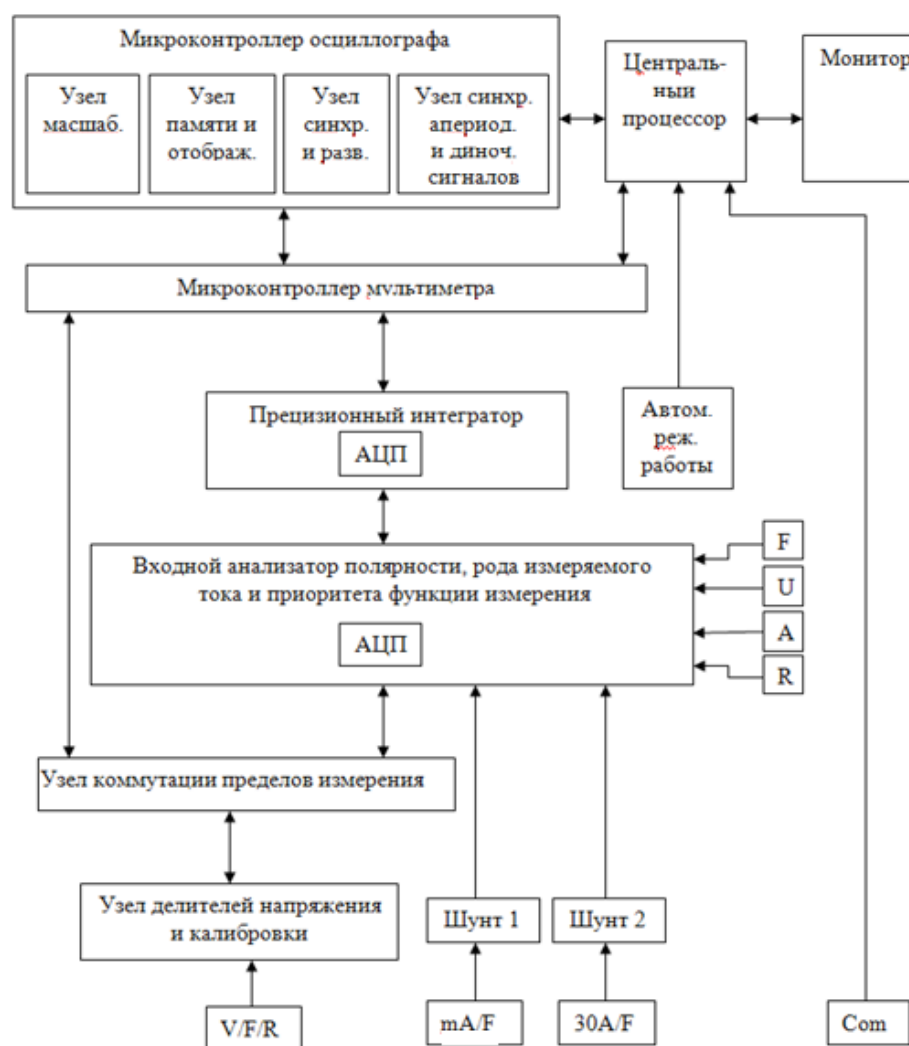 Микроконтроллер осциллографа
Узел
масшаб.
Узел
памяти и
отображ.
Узел
синхр.
и разв.
Узел синхр.
апериод.
и диноч.
сигналов
Централь-
ный
процессор
Монитор
Микроконтроллер мультиметра
Прецизионный интегратор
АЦП
Автом.
реж.
работы
Входной анализатор полярности, рода измеряемого
тока и приоритета функции измерения
АЦП
F
U
A
R
Узел коммутации пределов измерения
Узел делителей напряжения
и калибровки
Шунт 1
Шунт 2
V/F/R
mA/F
30A/F
Com